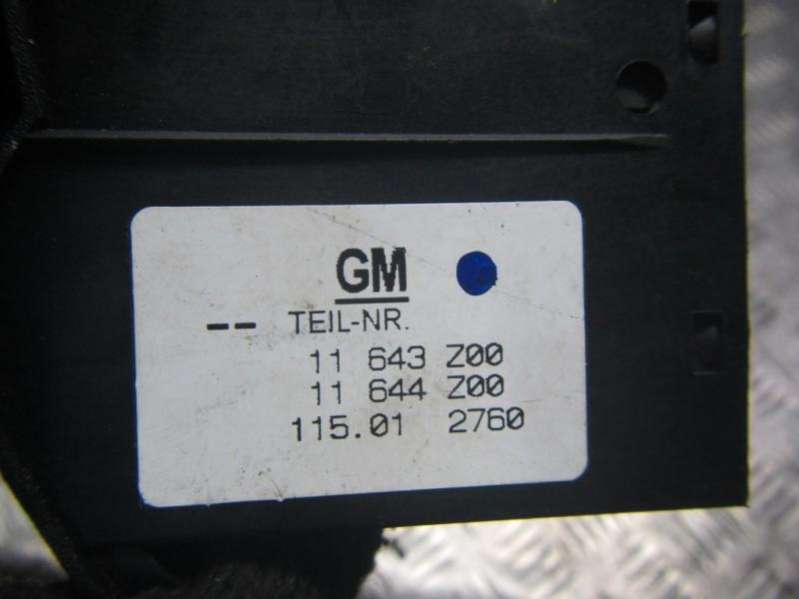 GM
-- TEIL-NR.
11 643 Z00
11 644 Z00
115.01 2760